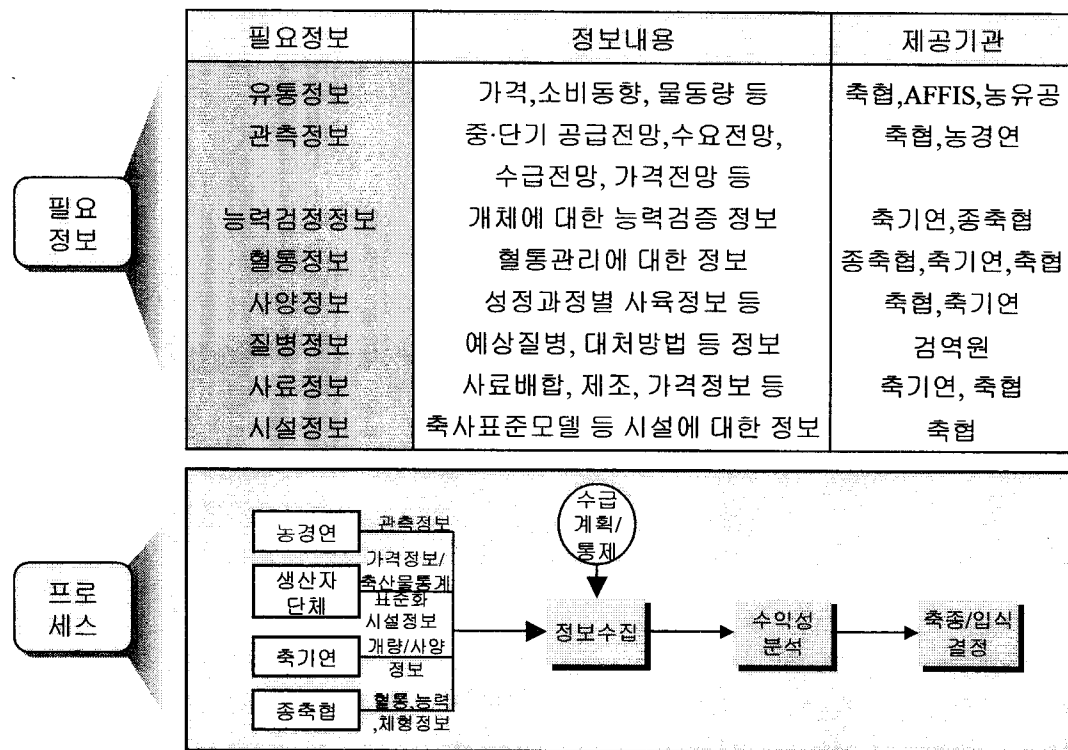 필요정보 정보내용 제공기관
유통정보 가격,소비동향, 물동량 등 축협,AFFIS,농유공
관측정보 중·단기 공급전망,수요전망, 축협,농경연
수급전망, 가격전망 등
능력검정정보 개체에 대한 능력검증 정보 축기연,종축협
혈통정보 혈통관리에 대한 정보 종축협,축기연,축협
사양정보 성정과정별 사육정보 등 축협,축기연
질병정보 예상질병, 대처방법 등 정보 검역원
사료정보 사료배합, 제조, 가격정보 등 축기연, 축협
시설정보 축사표준모델 등 시설에 대한 정보 축협
필요
정보
프로
세스
농경연 관측정보
생산자
단체
가격정보/
축산물통계
표준화
시설정보
축기연 개량/사양
정보
종축협 혈통,능력
,체형정보
수급
계획/
통제
정보수집
수익성
분석
축종/입식
결정